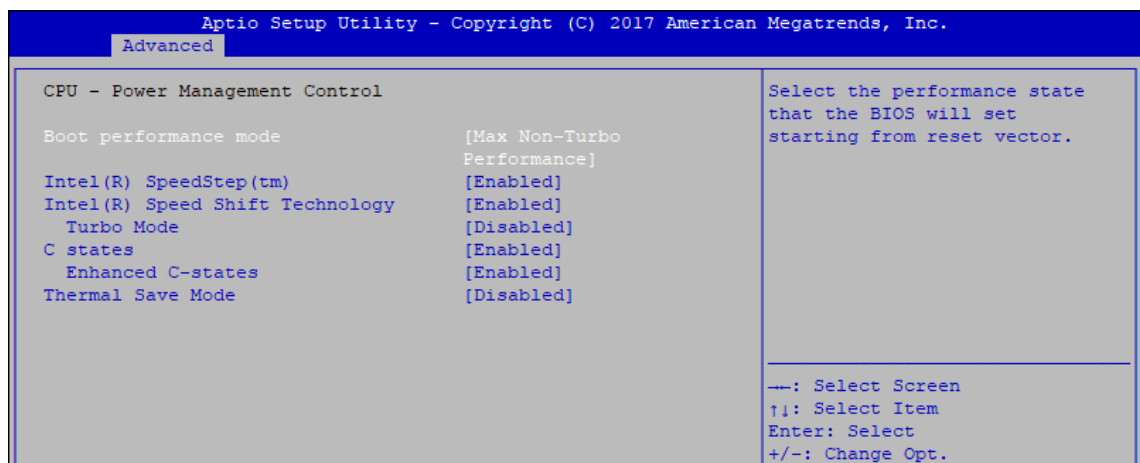 Aptio Setup Utility - Copyright (C) 2017 American Megatrends, Inc.
Advanced
CPU - Power Management Control
Boot performance mode [Max Non-Turbo
Performance]
Intel(R) SpeedStep(tm) [Enabled]
Intel(R) Speed Shift Technology [Enabled]
Turbo Mode [Disabled]
C states [Enabled]
Enhanced C-states [Enabled]
Thermal Save Mode [Disabled]
Select the performance state
that the BIOS will set
starting from reset vector.
→←: Select Screen
↑↓: Select Item
Enter: Select
+/-: Change Opt.